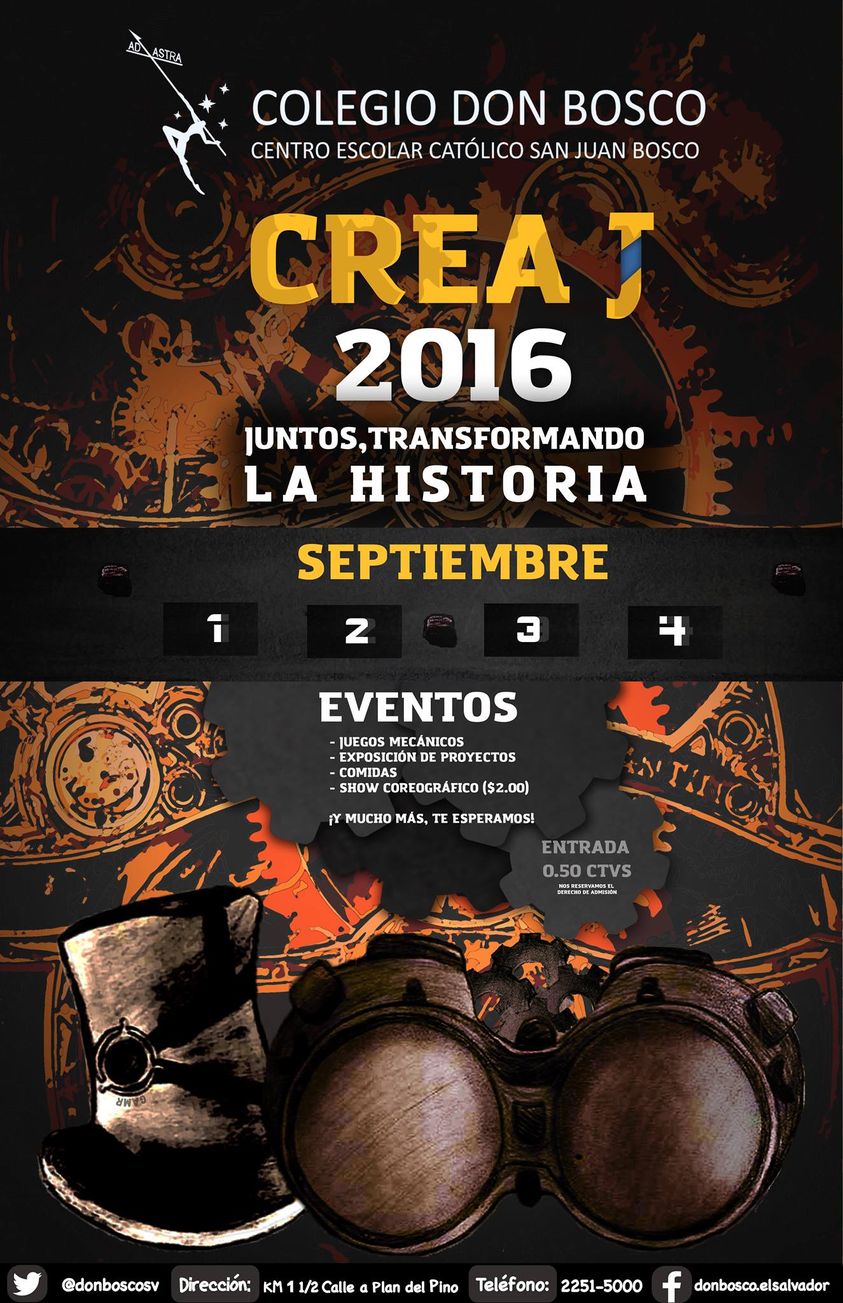 AD ASTRA
COLEGIO DON BOSCO
CENTRO ESCOLAR CATÓLICO SAN JUAN BOSCO
CREA J
2016
JUNTOS,TRANSFORMANDO
LA HISTORIA
SEPTIEMBRE
1 2 3 4
EVENTOS
- JUEGOS MECÁNICOS
- EXPOSICIÓN DE PROYECTOS
- COMIDAS
- SHOW COREOGRÁFICO ($2.00)
¡Y MUCHO MÁS, TE ESPERAMOS!
ENTRADA
0.50 CTVS
NOS RESERVAMOS EL
DERECHO DE ADMISIÓN
GAMR
@donboscosv Dirección: KM 1 1/2 Calle a Plan del Pino Teléfono: 2251-5000 donbosco.elsalvador